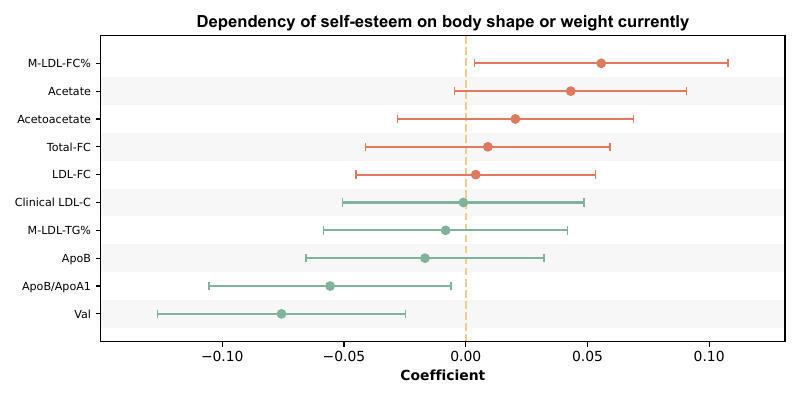 Dependency of self-esteem on body shape or weight currently
M-LDL-FC%
Acetate
Acetoacetate
Total-FC
LDL-FC
Clinical LDL-C
M-LDL-TG%
ApoB
ApoB/ApoA1
Val
−0.10 −0.05 0.00 0.05 0.10
Coefficient